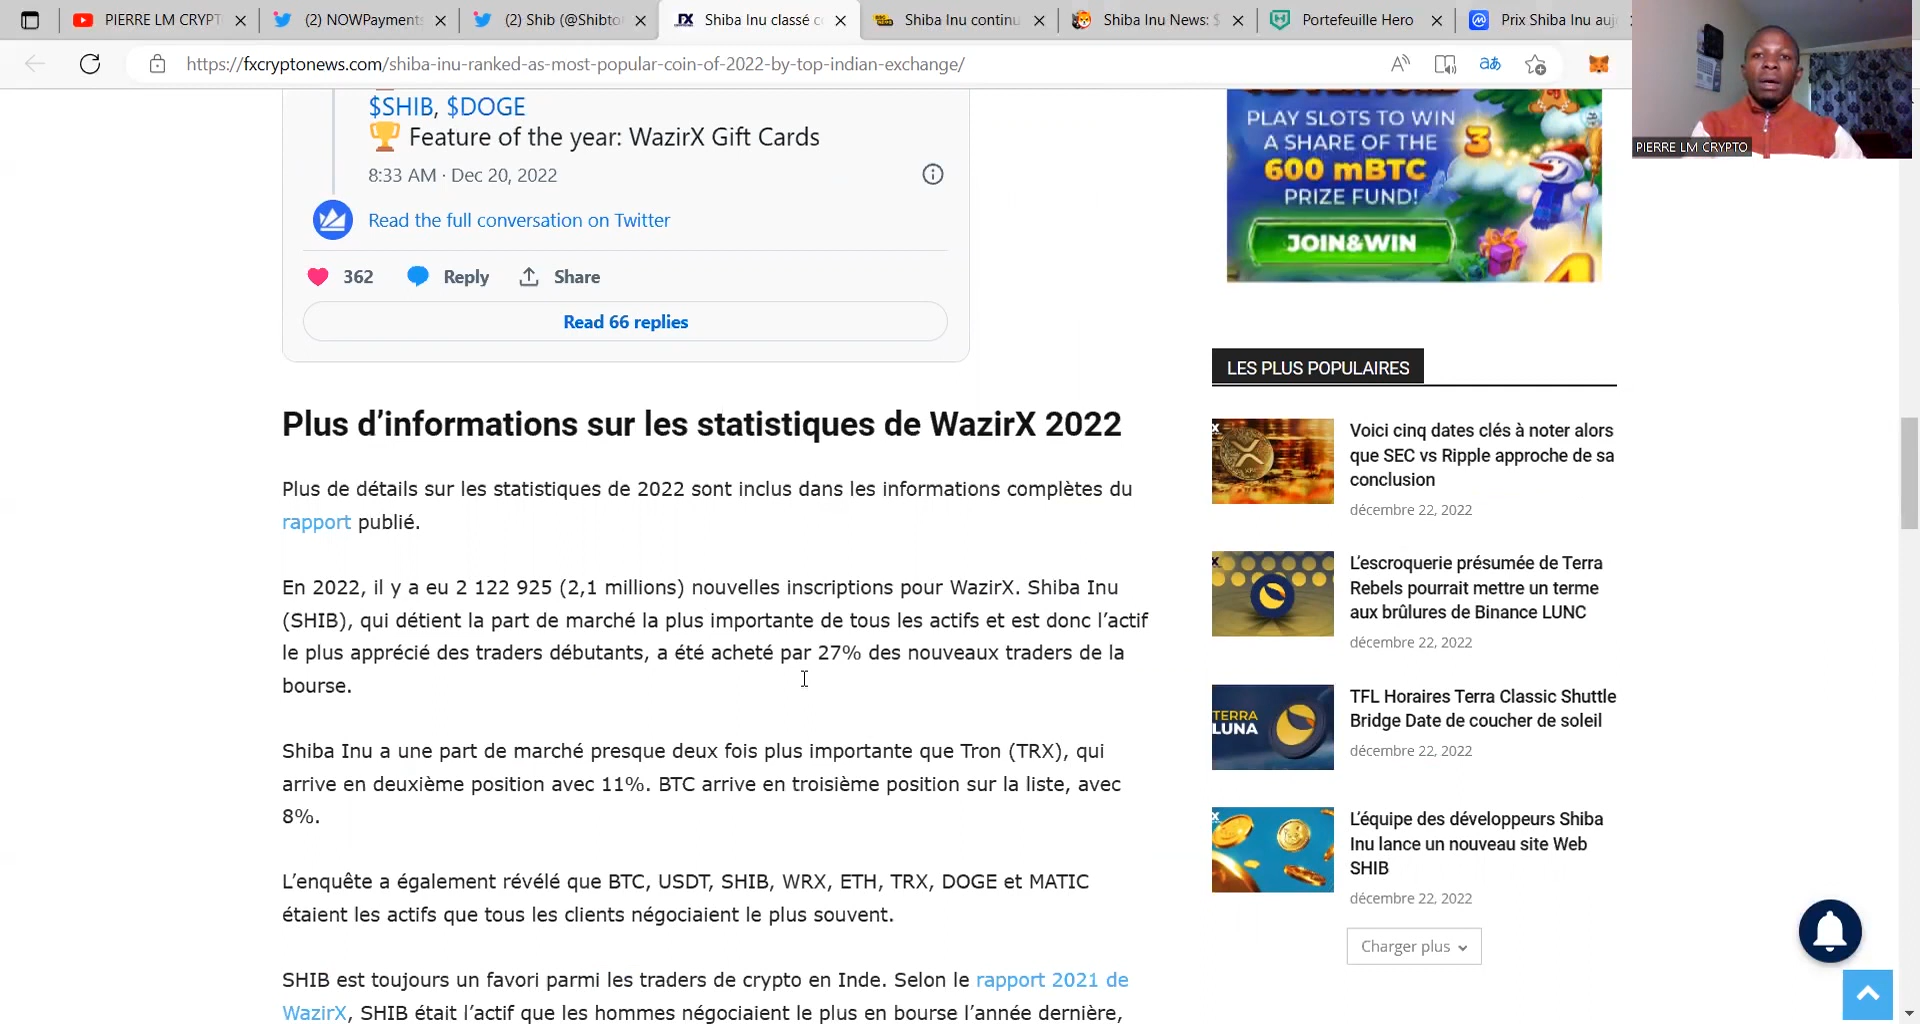 PIERRE LM CRYPT
(2) NOWPayments
(2) Shib (@Shibto
Shiba Inu classé c
Shiba Inu continu
Shiba Inu News: $
Portefeuille Hero
Prix Shiba Inu auj
https://fxcryptonews.com/shiba-inu-ranked-as-most-popular-coin-of-2022-by-top-indian-exchange/
PIERRE LM CRYPTO
$SHIB, $DOGE
Feature of the year: WazirX Gift Cards
8:33 AM · Dec 20, 2022
Read the full conversation on Twitter
362 Reply Share
Read 66 replies
PLAY SLOTS TO WIN
A SHARE OF THE
600 mBTC
PRIZE FUND!
JOIN&WIN
Plus d’informations sur les statistiques de WazirX 2022
Plus de détails sur les statistiques de 2022 sont inclus dans les informations complètes du
rapport publié.
En 2022, il y a eu 2 122 925 (2,1 millions) nouvelles inscriptions pour WazirX. Shiba Inu
(SHIB), qui détient la part de marché la plus importante de tous les actifs et est donc l’actif
le plus apprécié des traders débutants, a été acheté par 27% des nouveaux traders de la
bourse.
Shiba Inu a une part de marché presque deux fois plus importante que Tron (TRX), qui
arrive en deuxième position avec 11%. BTC arrive en troisième position sur la liste, avec
8%.
L’enquête a également révélé que BTC, USDT, SHIB, WRX, ETH, TRX, DOGE et MATIC
étaient les actifs que tous les clients négociaient le plus souvent.
SHIB est toujours un favori parmi les traders de crypto en Inde. Selon le rapport 2021 de
WazirX, SHIB était l’actif que les hommes négociaient le plus en bourse l’année dernière,
LES PLUS POPULAIRES
Voici cinq dates clés à noter alors
que SEC vs Ripple approche de sa
conclusion
décembre 22, 2022
L’escroquerie présumée de Terra
Rebels pourrait mettre un terme
aux brûlures de Binance LUNC
décembre 22, 2022
TERRA
LUNA
TFL Horaires Terra Classic Shuttle
Bridge Date de coucher de soleil
décembre 22, 2022
L’équipe des développeurs Shiba
Inu lance un nouveau site Web
SHIB
décembre 22, 2022
Charger plus